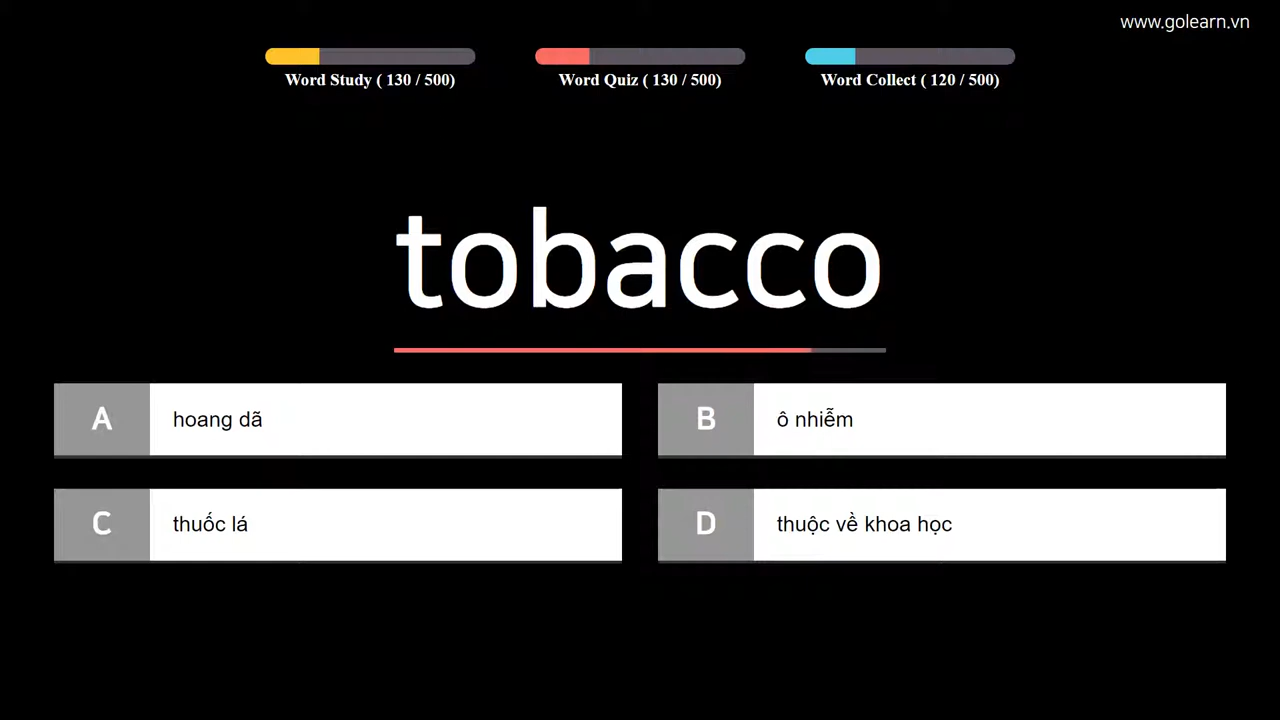 www.golearn.vn
Word Study ( 130 / 500)
Word Quiz ( 130 / 500)
Word Collect ( 120 / 500)
tobacco
A hoang dã
B ô nhiễm
C thuốc lá
D thuộc về khoa học